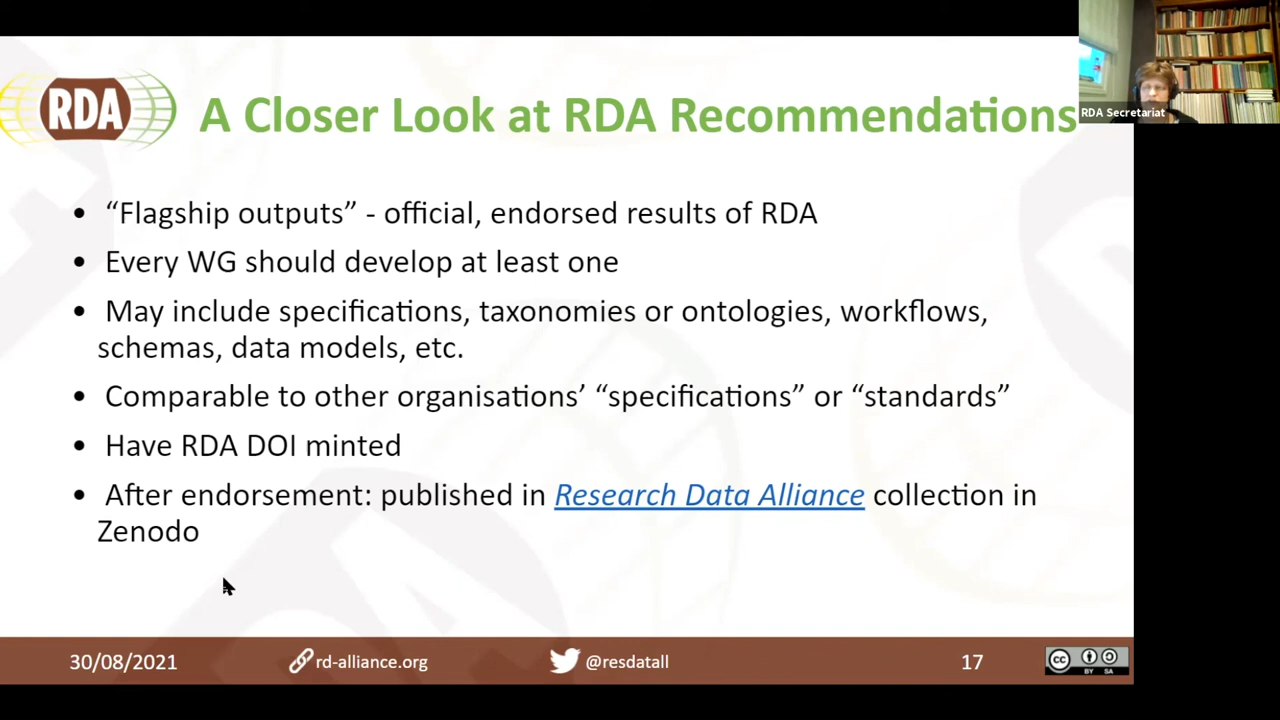 RDA
A Closer Look at RDA Recommendations
RDA Secretariat
• “Flagship outputs” - official, endorsed results of RDA
• Every WG should develop at least one
• May include specifications, taxonomies or ontologies, workflows,
schemas, data models, etc.
• Comparable to other organisations’ “specifications” or “standards”
• Have RDA DOI minted
• After endorsement: published in Research Data Alliance collection in
Zenodo
30/08/2021 rd-alliance.org @resdatall 17 cc BY SA